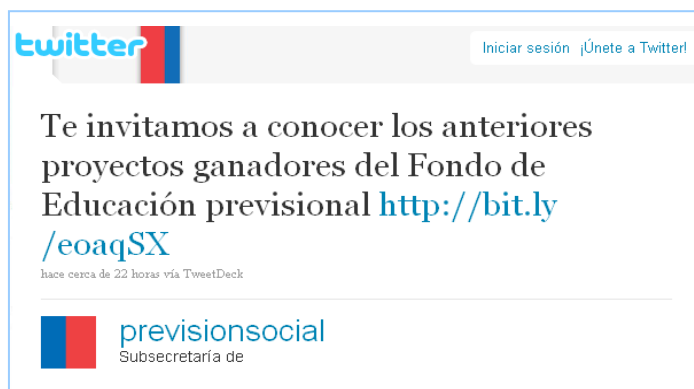 twitter
Iniciar sesión ¡Únete a Twitter!
Te invitamos a conocer los anteriores
proyectos ganadores del Fondo de
Educación previsional http://bit.ly
/eoaqSX
hace cerca de 22 horas vía TweetDeck
previsionsocial
Subsecretaría de